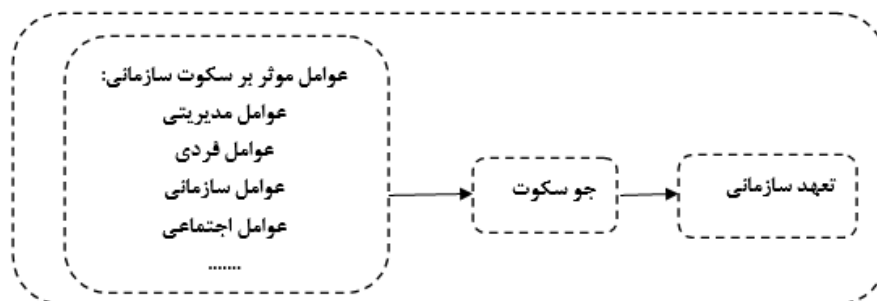 عوامل موثر بر سکوت سازمانی:
عوامل مدیریتی
عوامل فردی
عوامل سازمانی
عوامل اجتماعی
.......
جو سکوت
تعهد سازمانی